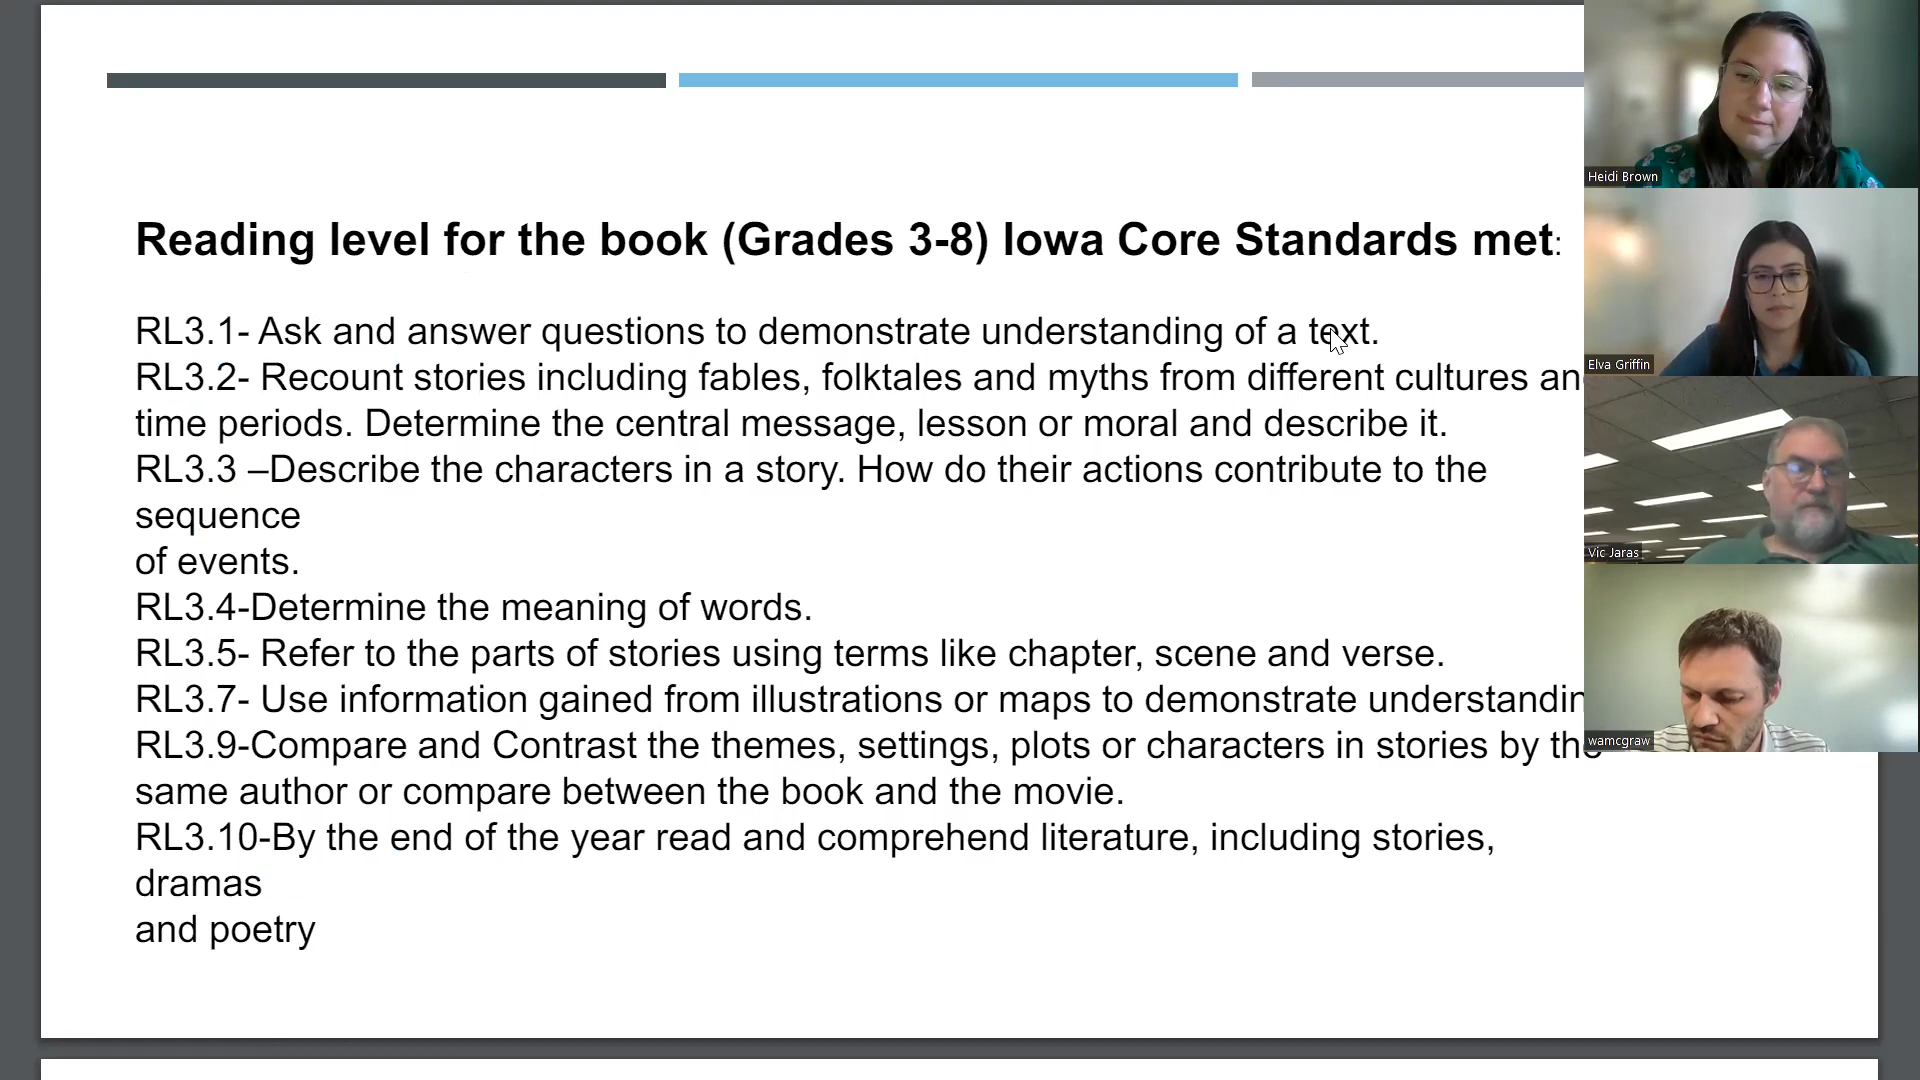 Reading level for the book (Grades 3-8) Iowa Core Standards met:
RL3.1- Ask and answer questions to demonstrate understanding of a text.
RL3.2- Recount stories including fables, folktales and myths from different cultures an
time periods. Determine the central message, lesson or moral and describe it.
RL3.3 –Describe the characters in a story. How do their actions contribute to the
sequence
of events.
RL3.4-Determine the meaning of words.
RL3.5- Refer to the parts of stories using terms like chapter, scene and verse.
RL3.7- Use information gained from illustrations or maps to demonstrate understandin
RL3.9-Compare and Contrast the themes, settings, plots or characters in stories by the
same author or compare between the book and the movie.
RL3.10-By the end of the year read and comprehend literature, including stories,
dramas
and poetry
Heidi Brown
Elva Griffin
Vic Jaras
wamcgraw